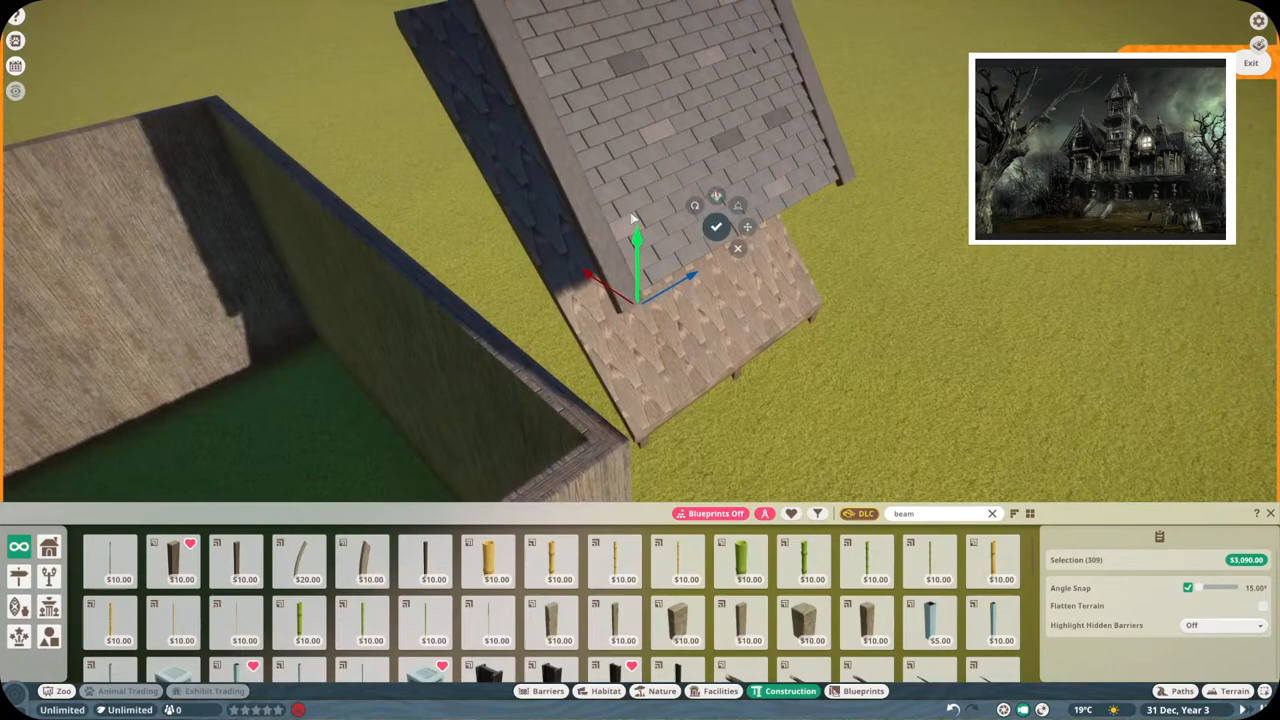 Exit
Blueprints Off
DLC
beam
$10.00 $10.00 $10.00 $20.00 $10.00 $10.00 $10.00 $10.00 $10.00 $10.00 $10.00 $10.00 $10.00 $10.00 $10.00
$10.00 $10.00 $10.00 $10.00 $10.00 $10.00 $10.00 $10.00 $10.00 $10.00 $10.00 $10.00 $10.00 $5.00 $10.00
Selection (309) $3,090.00
Angle Snap 15.00°
Flatten Terrain
Highlight Hidden Barriers Off
Zoo Animal Trading Exhibit Trading Barriers Habitat Nature Facilities Construction Blueprints Paths Terrain
Unlimited Unlimited 0 19°C 31 Dec, Year 3